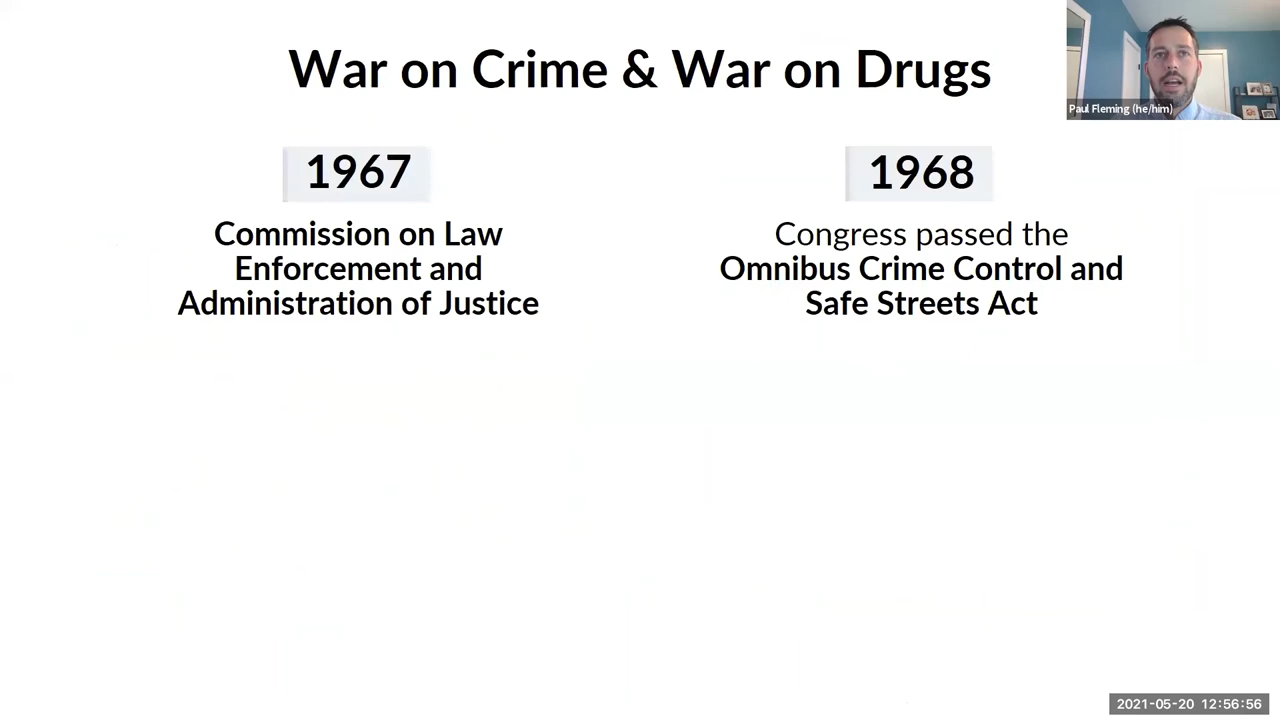 War on Crime & War on Drugs
Paul Fleming (he/him)
1967
Commission on Law
Enforcement and
Administration of Justice
1968
Congress passed the
Omnibus Crime Control and
Safe Streets Act
2021-05-20 12:56:56